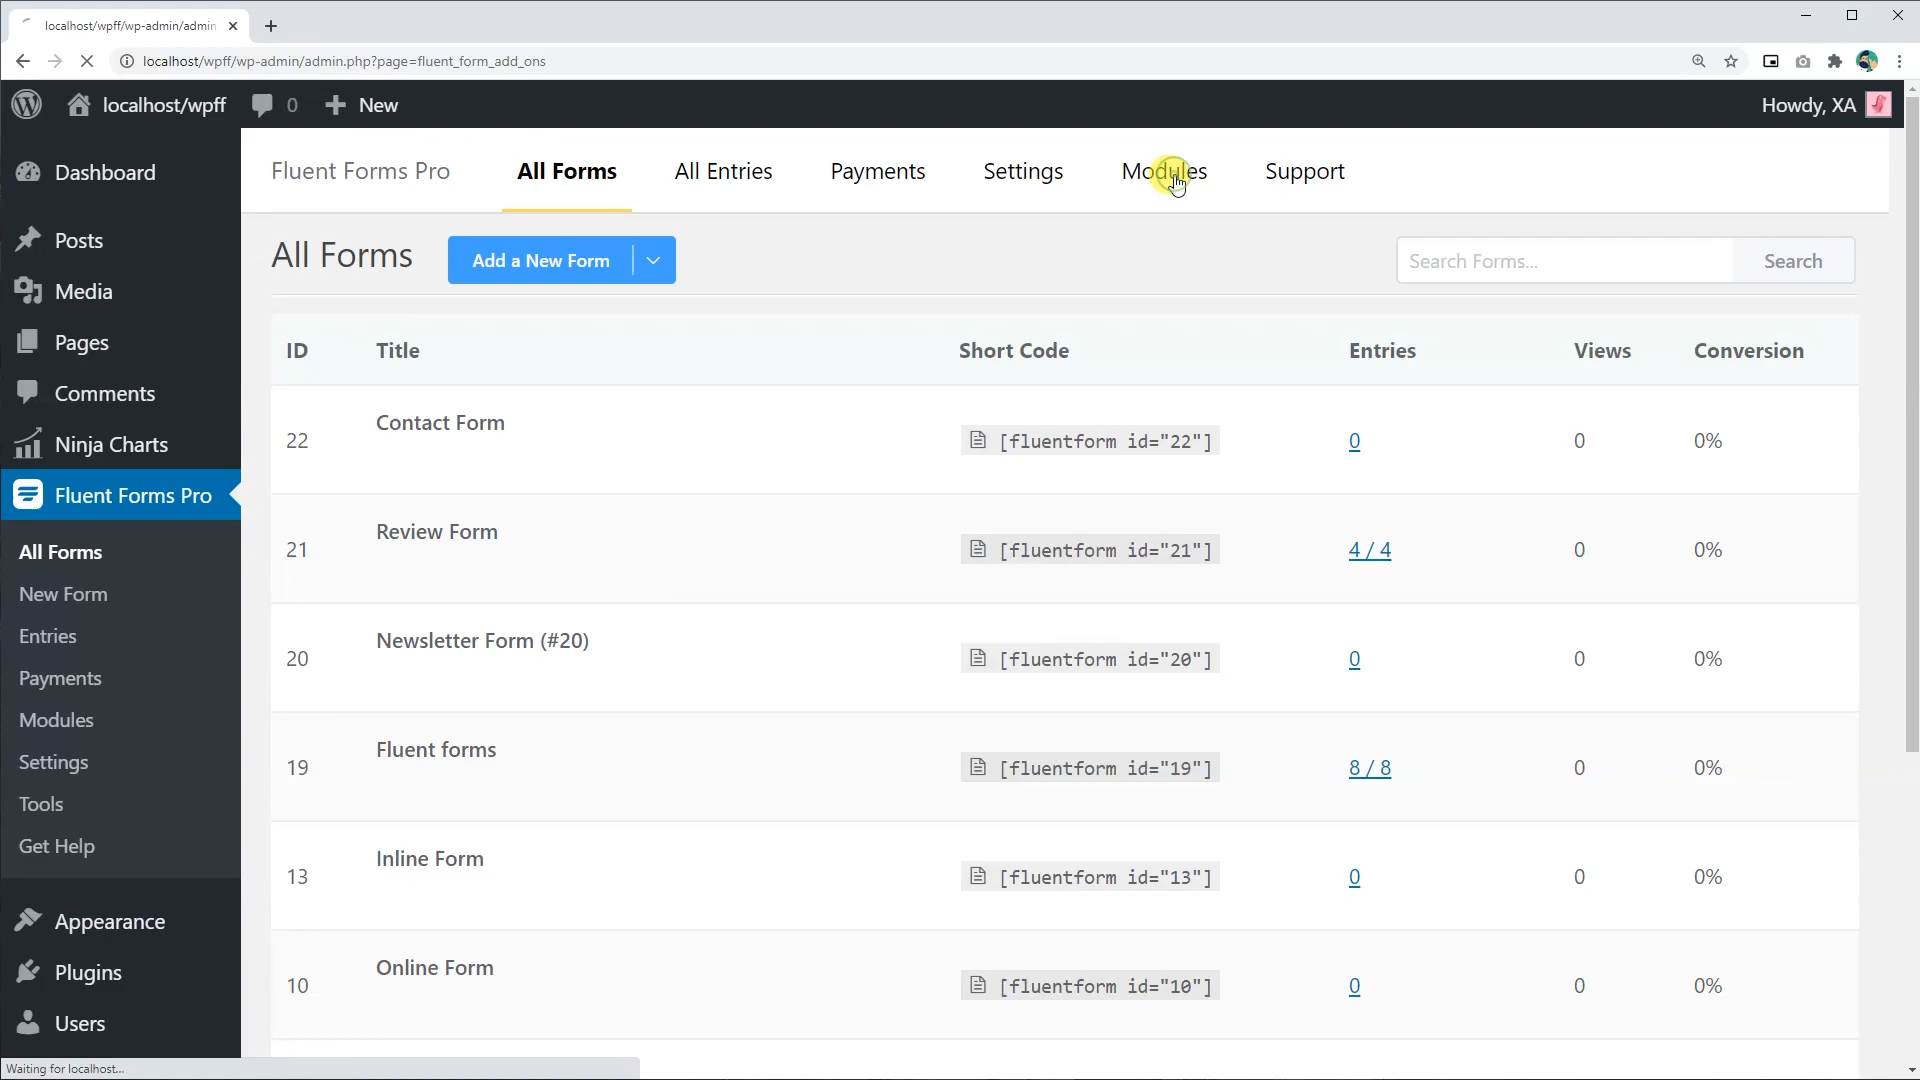 localhost/wpff/wp-admin/admin
localhost/wpff/wp-admin/admin.php?page=fluent_form_add_ons
localhost/wpff 0 New Howdy, XA
Dashboard
Posts
Media
Pages
Comments
Ninja Charts
Fluent Forms Pro
All Forms
New Form
Entries
Payments
Modules
Settings
Tools
Get Help
Appearance
Plugins
Users
Fluent Forms Pro All Forms All Entries Payments Settings Modules Support
All Forms Add a New Form Search Forms... Search
ID Title Short Code Entries Views Conversion
22 Contact Form [fluentform id="22"] 0 0 0%
21 Review Form [fluentform id="21"] 4 / 4 0 0%
20 Newsletter Form (#20) [fluentform id="20"] 0 0 0%
19 Fluent forms [fluentform id="19"] 8 / 8 0 0%
13 Inline Form [fluentform id="13"] 0 0 0%
10 Online Form [fluentform id="10"] 0 0 0%
Waiting for localhost...